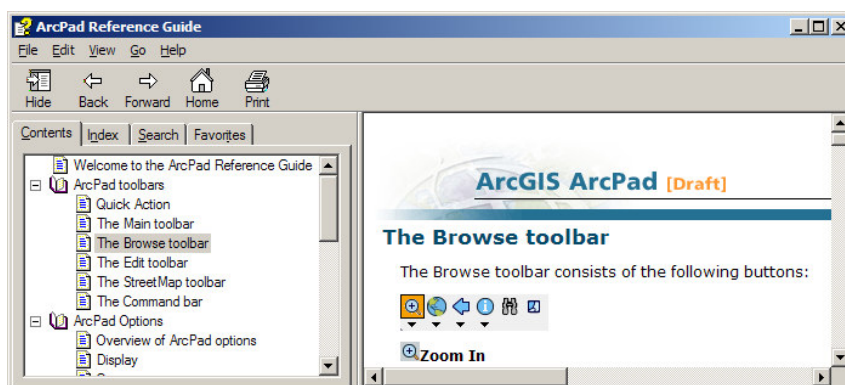 ArcPad Reference Guide
File Edit View Go Help
Hide Back Forward Home Print
Contents Index Search Favorites
Welcome to the ArcPad Reference Guide
ArcPad toolbars
Quick Action
The Main toolbar
The Browse toolbar
The Edit toolbar
The StreetMap toolbar
The Command bar
ArcPad Options
Overview of ArcPad options
Display
ArcGIS ArcPad [Draft]
The Browse toolbar
The Browse toolbar consists of the following buttons:
Zoom In